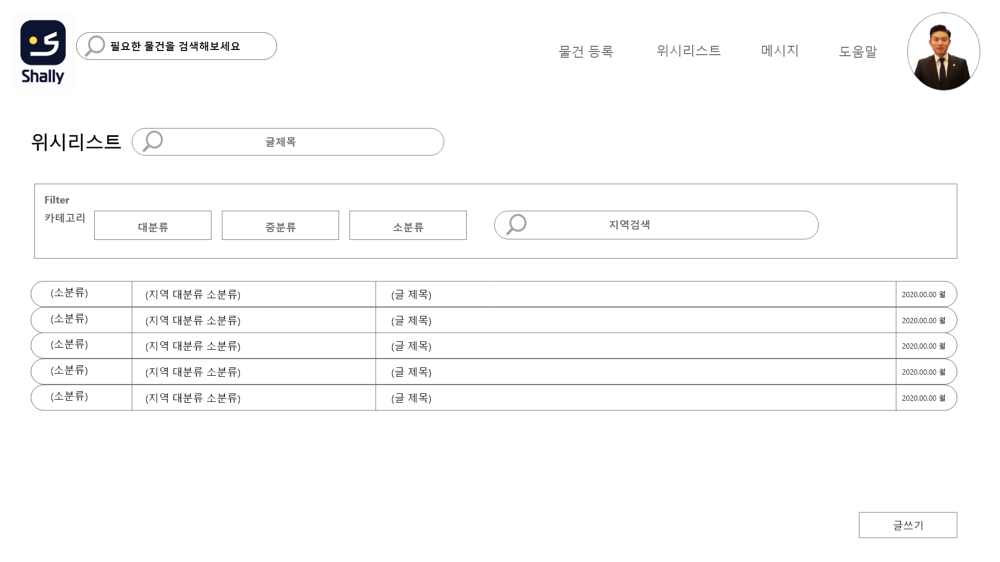 Shally
필요한 물건을 검색해보세요
물건 등록
위시리스트
메시지
도움말
위시리스트
글제목
Filter
카테고리
대분류
중분류
소분류
지역검색
(소분류) (지역 대분류 소분류) (글 제목) 2020.00.00 월
(소분류) (지역 대분류 소분류) (글 제목) 2020.00.00 월
(소분류) (지역 대분류 소분류) (글 제목) 2020.00.00 월
(소분류) (지역 대분류 소분류) (글 제목) 2020.00.00 월
(소분류) (지역 대분류 소분류) (글 제목) 2020.00.00 월
글쓰기